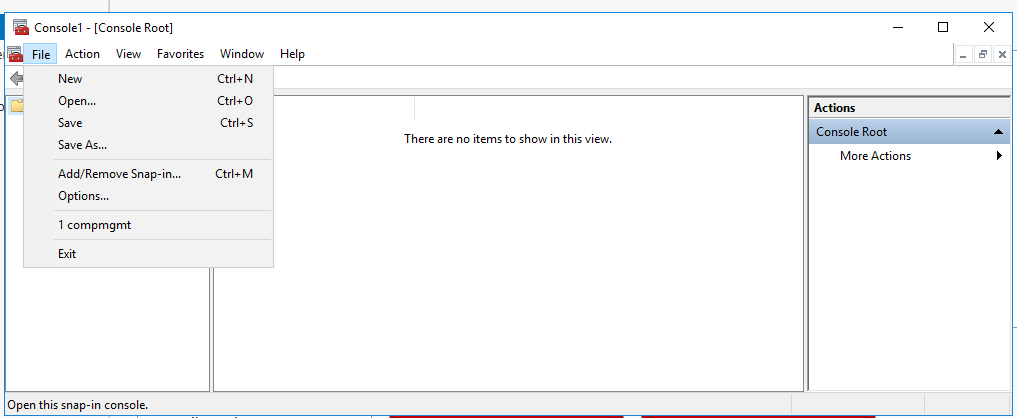 Console1 - [Console Root]
File Action View Favorites Window Help
New Ctrl+N
Open... Ctrl+O
Save Ctrl+S
Save As...
Add/Remove Snap-in... Ctrl+M
Options...
1 compmgmt
Exit
There are no items to show in this view.
Actions
Console Root
More Actions
Open this snap-in console.